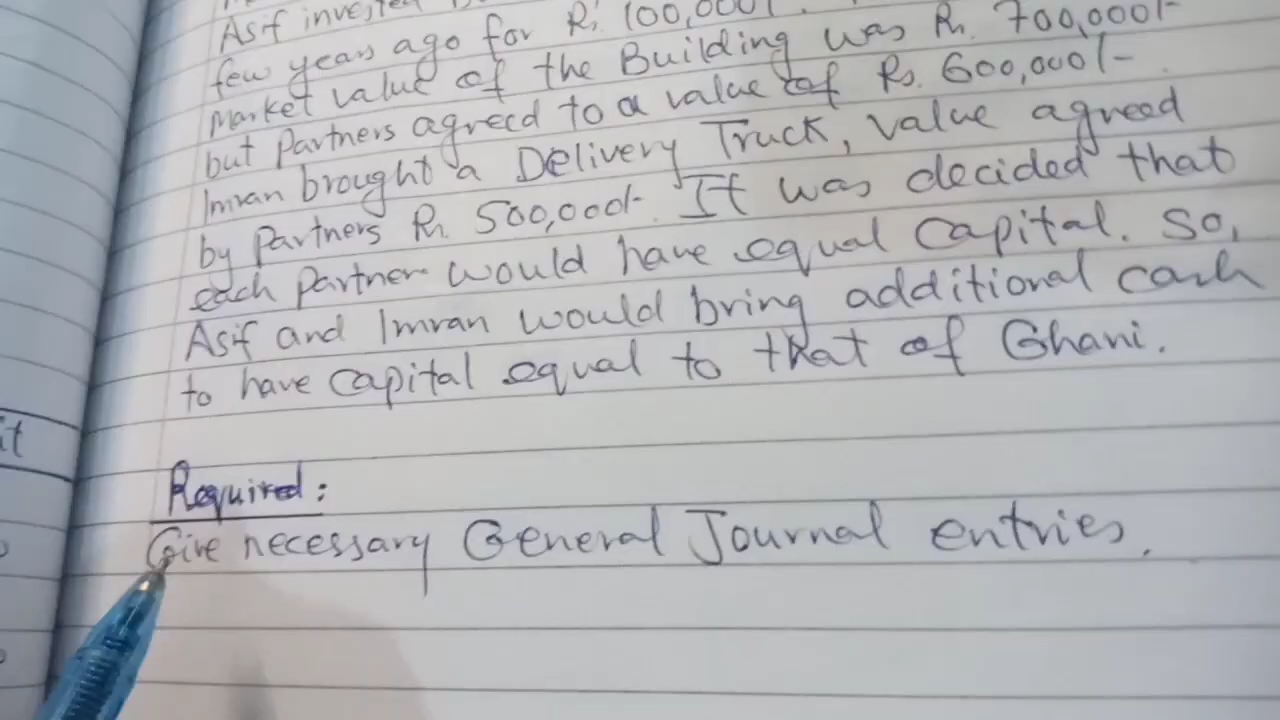 Asif invested
few years ago for Rs. 100,000/-.
market value of the Building was Rs. 700,000/-
but Partners agreed to a value of Rs. 600,000/-.
Imran brought a Delivery Truck, value agreed
by Partners Rs. 500,000/-. It was decided that
each Partner would have equal Capital. So,
Asif and Imran would bring additional cash
to have Capital equal to that of Ghani.
it
Required:
Give necessary General Journal entries.